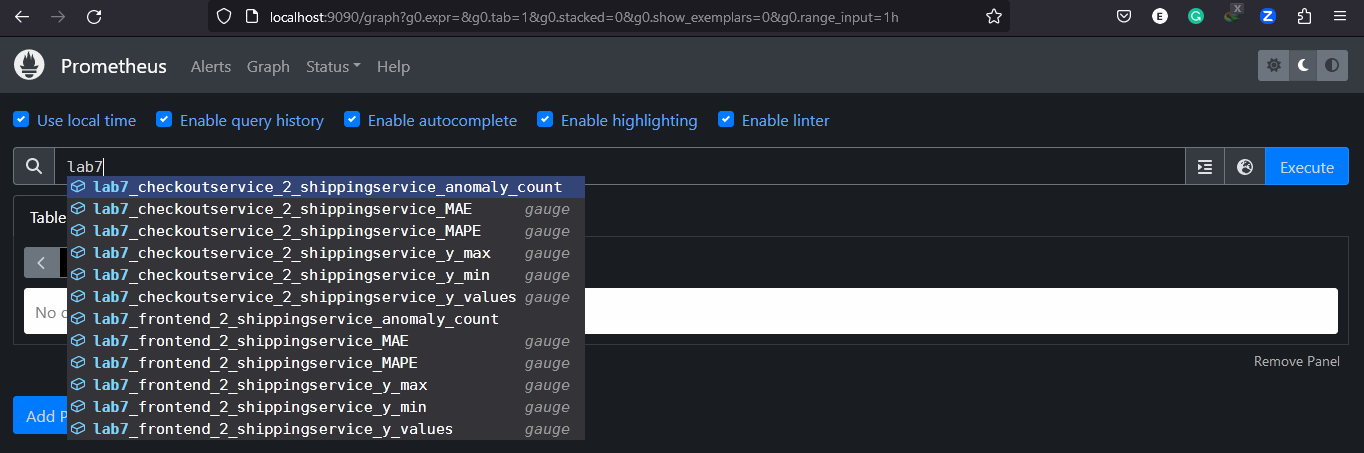 localhost:9090/graph?g0.expr=&g0.tab=1&g0.stacked=0&g0.show_exemplars=0&g0.range_input=1h
E G X Z
Prometheus Alerts Graph Status Help
Use local time Enable query history Enable autocomplete Enable highlighting Enable linter
lab7 Execute
lab7_checkoutservice_2_shippingservice_anomaly_count
Table lab7_checkoutservice_2_shippingservice_MAE gauge
lab7_checkoutservice_2_shippingservice_MAPE gauge
lab7_checkoutservice_2_shippingservice_y_max gauge
lab7_checkoutservice_2_shippingservice_y_min gauge
lab7_checkoutservice_2_shippingservice_y_values gauge
No
lab7_frontend_2_shippingservice_anomaly_count
lab7_frontend_2_shippingservice_MAE gauge
lab7_frontend_2_shippingservice_MAPE gauge
Remove Panel
lab7_frontend_2_shippingservice_y_max gauge
lab7_frontend_2_shippingservice_y_min gauge
Add P
lab7_frontend_2_shippingservice_y_values gauge